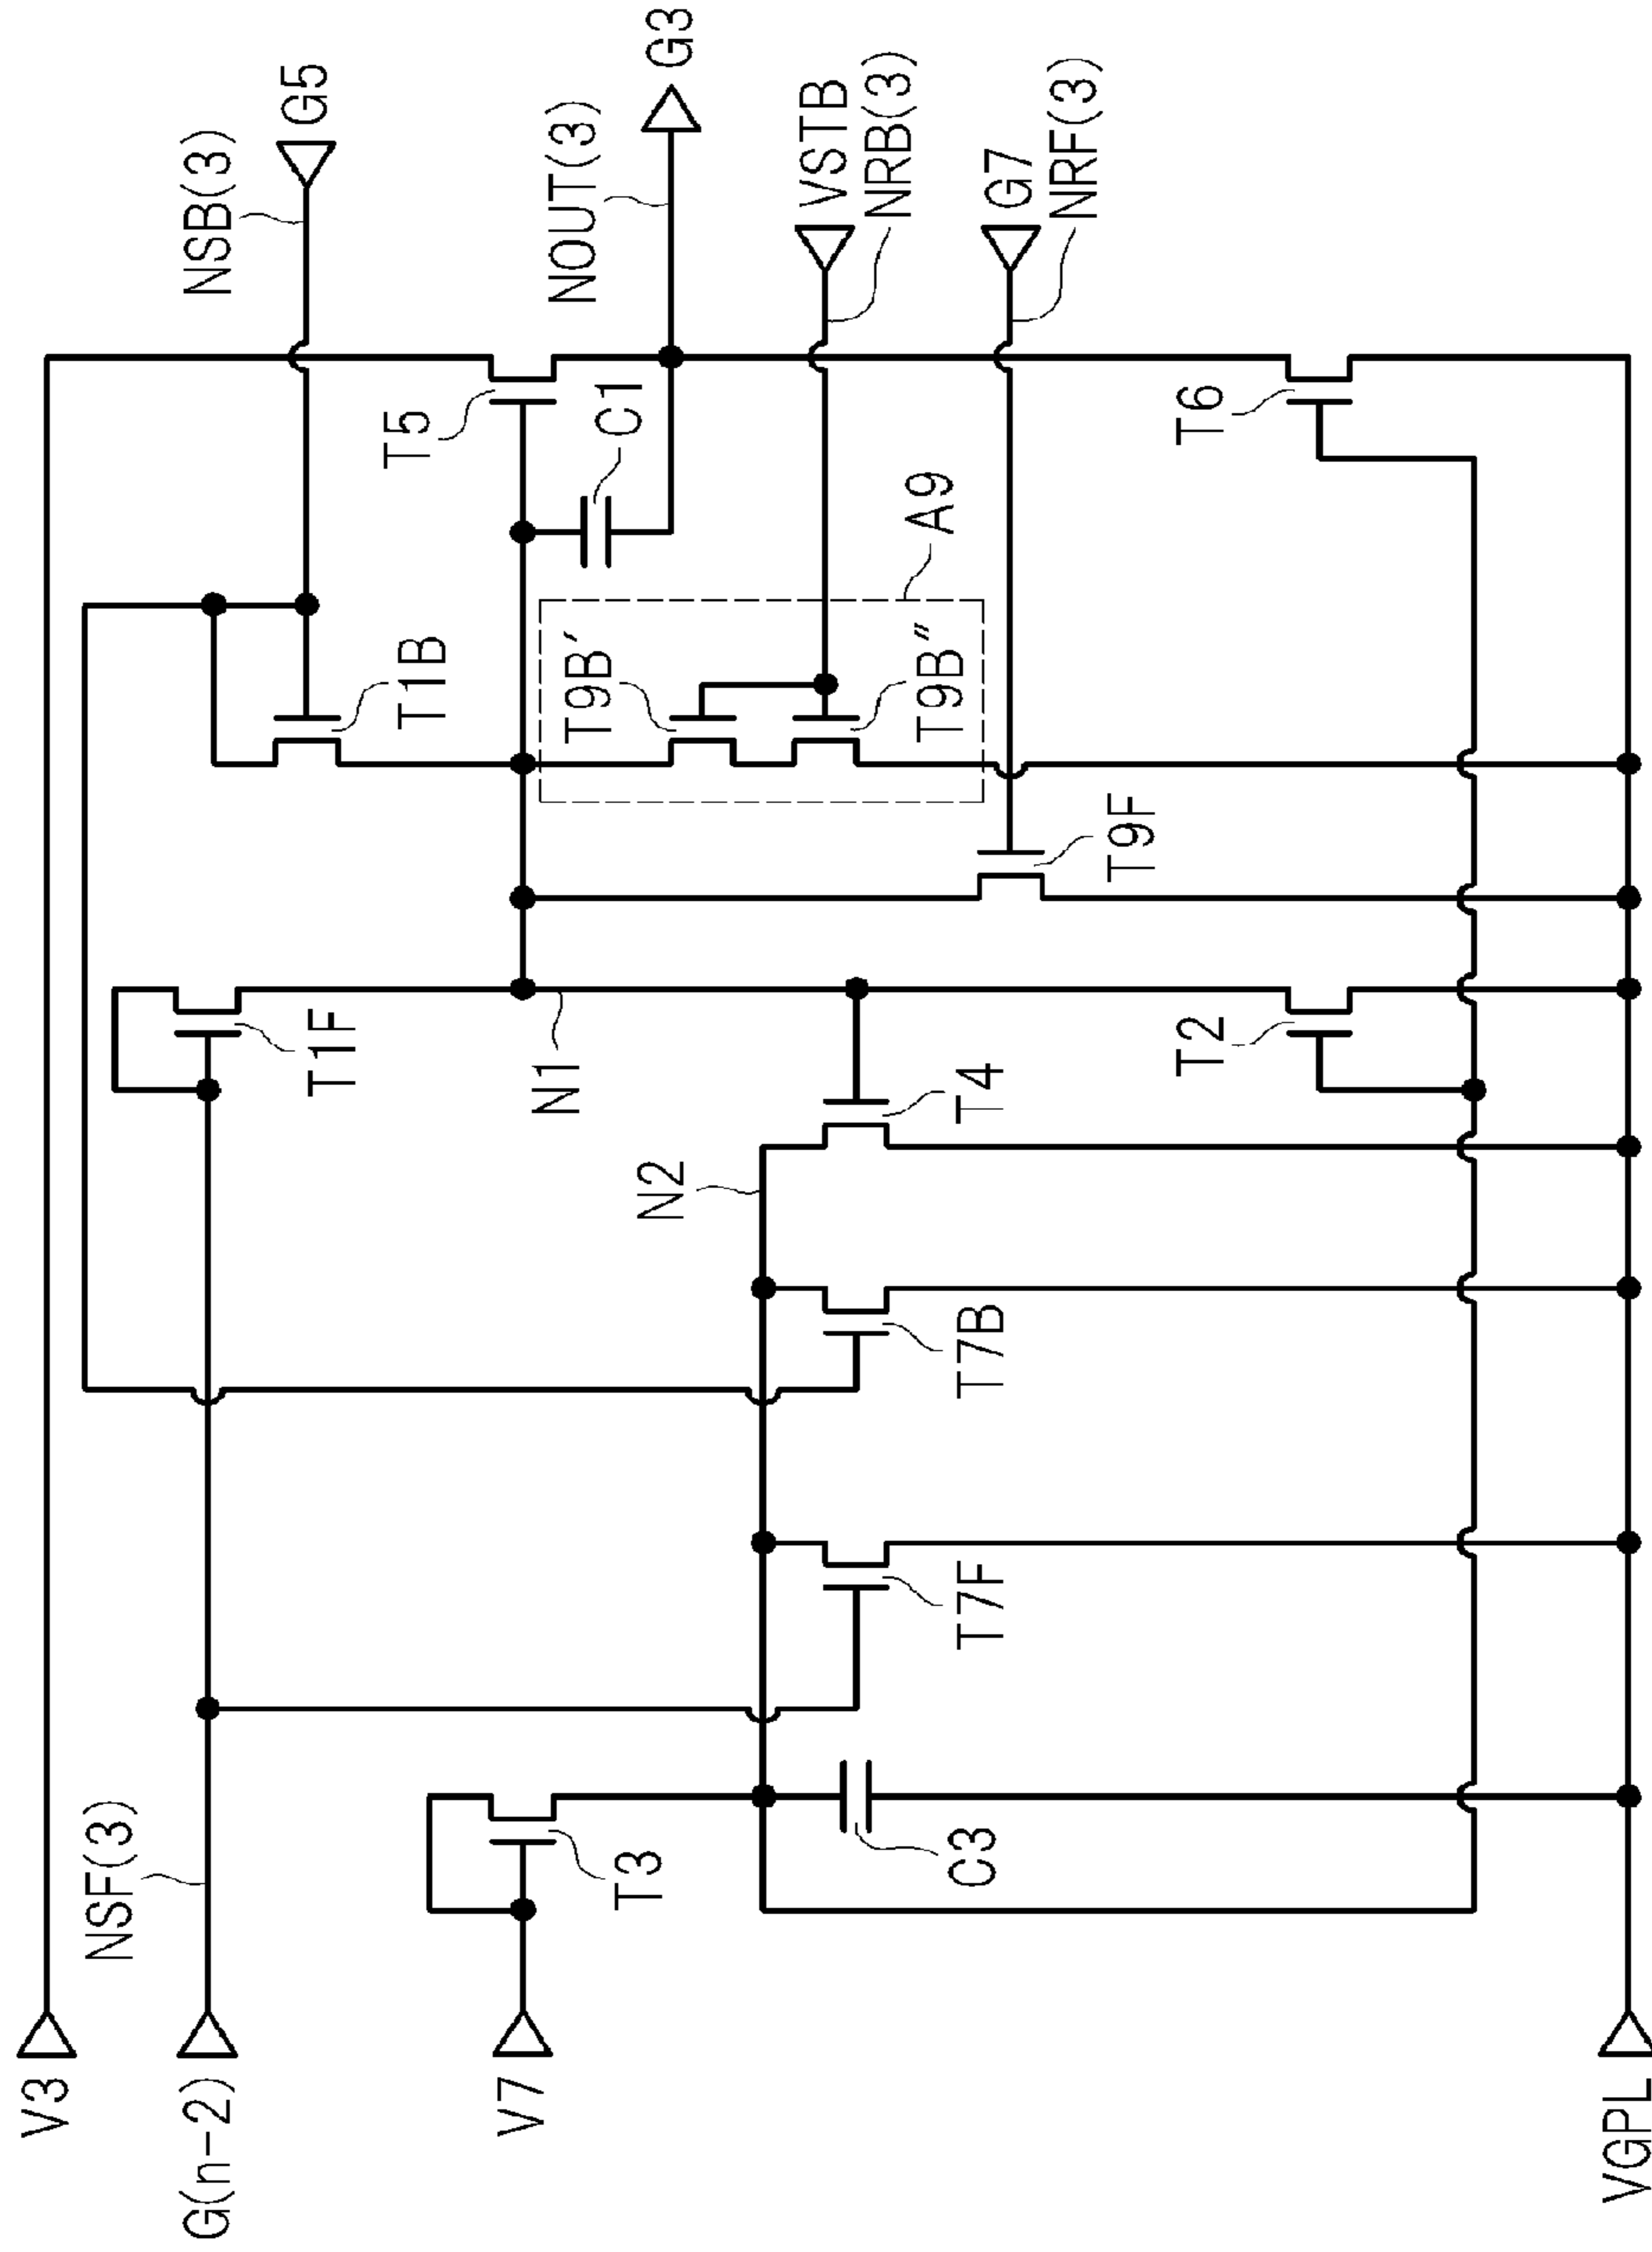 V3
G(n-2)
NSF(3)
V7
VGPL
T3
C3
T7F
T7B
N2
T4
T2
N1
T1F
T9F
T1B
T9B′
T9B″
A9
C1
T5
T6
NSB(3)
G5
NOUT(3)
G3
VSTB
NRB(3)
G7
NRF(3)